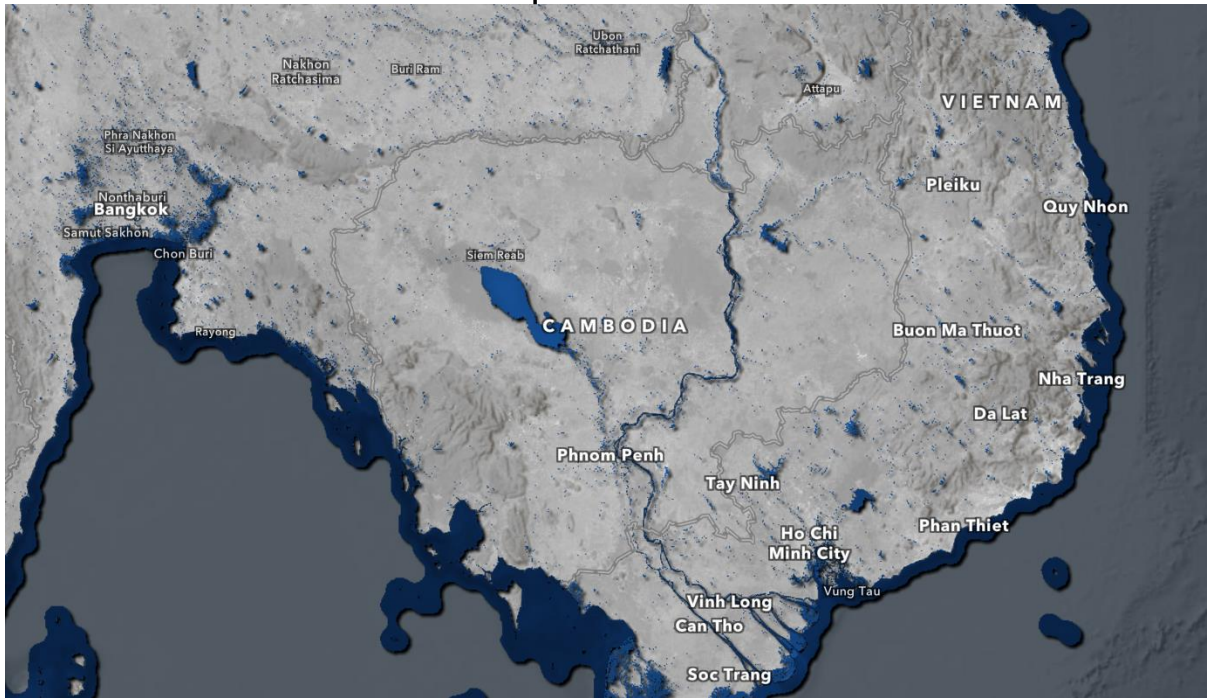 Ubon
Ratchathani
Nakhon
Ratchasima
Buri Ram
Attapu
VIETNAM
Phra Nakhon
Si Ayutthaya
Pleiku
Nonthaburi
Bangkok
Quy Nhon
Samut Sakhon
Chon Buri
Siem Reab
CAMBODIA
Rayong
Buon Ma Thuot
Nha Trang
Da Lat
Phnom Penh
Tay Ninh
Phan Thiet
Ho Chi
Minh City
Vung Tau
Vinh Long
Can Tho
Soc Trang